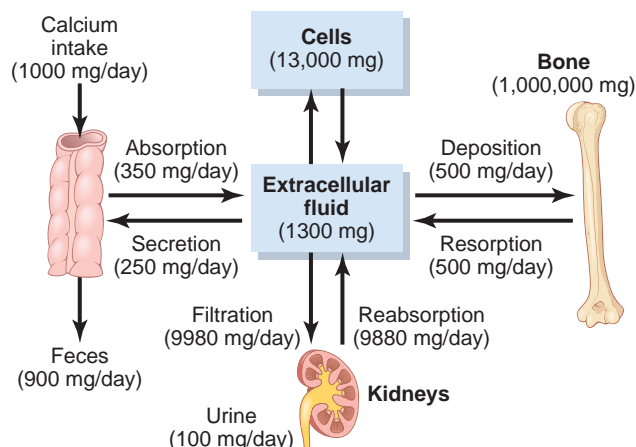 Calcium
intake
(1000 mg/day)
Cells
(13,000 mg)
Bone
(1,000,000 mg)
Absorption
(350 mg/day)
Deposition
(500 mg/day)
Extracellular
fluid
(1300 mg)
Secretion
(250 mg/day)
Resorption
(500 mg/day)
Filtration
(9980 mg/day)
Reabsorption
(9880 mg/day)
Feces
(900 mg/day)
Kidneys
Urine
(100 mg/day)